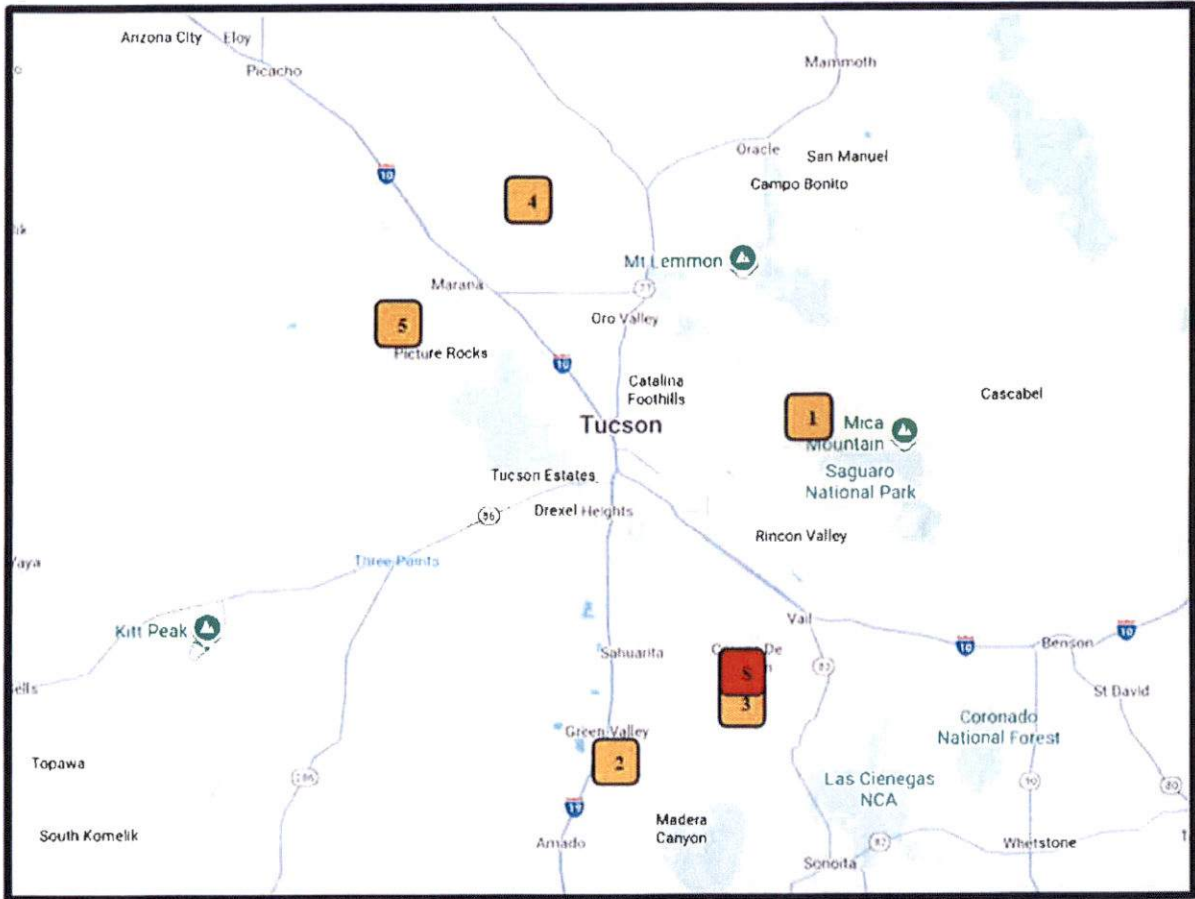 Arizona City
Eloy
Picacho
Mammoth
10
Oracle
San Manuel
Campo Bonito
4
Mt Lemmon
Marana
77
Oro Valley
5
Picture Rocks
10
Catalina
Foothills
Cascabel
1
Tucson
Mica
Mountain
Saguaro
National Park
Tucson Estates
86
Drexel Heights
Rincon Valley
Three Points
Vail
Kitt Peak
Sahuarita
De
S
3
83
10
Benson
10
St David
Coronado
National Forest
Green Valley
2
Topawa
286
Las Cienegas
NCA
90
80
19
Madera
Canyon
South Komelik
Amado
82
Whetstone
Sonoita